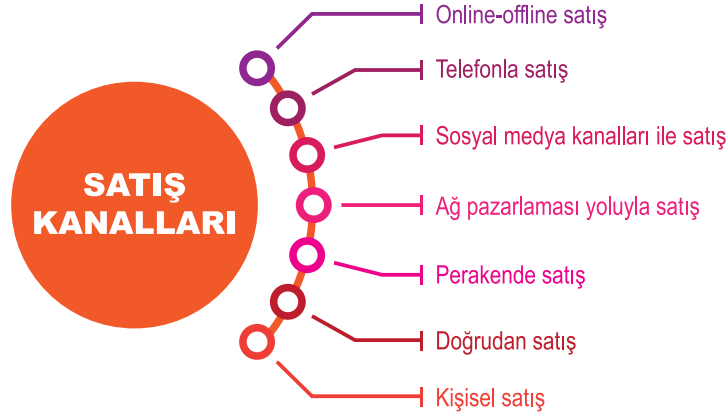 SATIŞ
KANALLARI
Online-offline satış
Telefonla satış
Sosyal medya kanalları ile satış
Ağ pazarlaması yoluyla satış
Perakende satış
Doğrudan satış
Kişisel satış